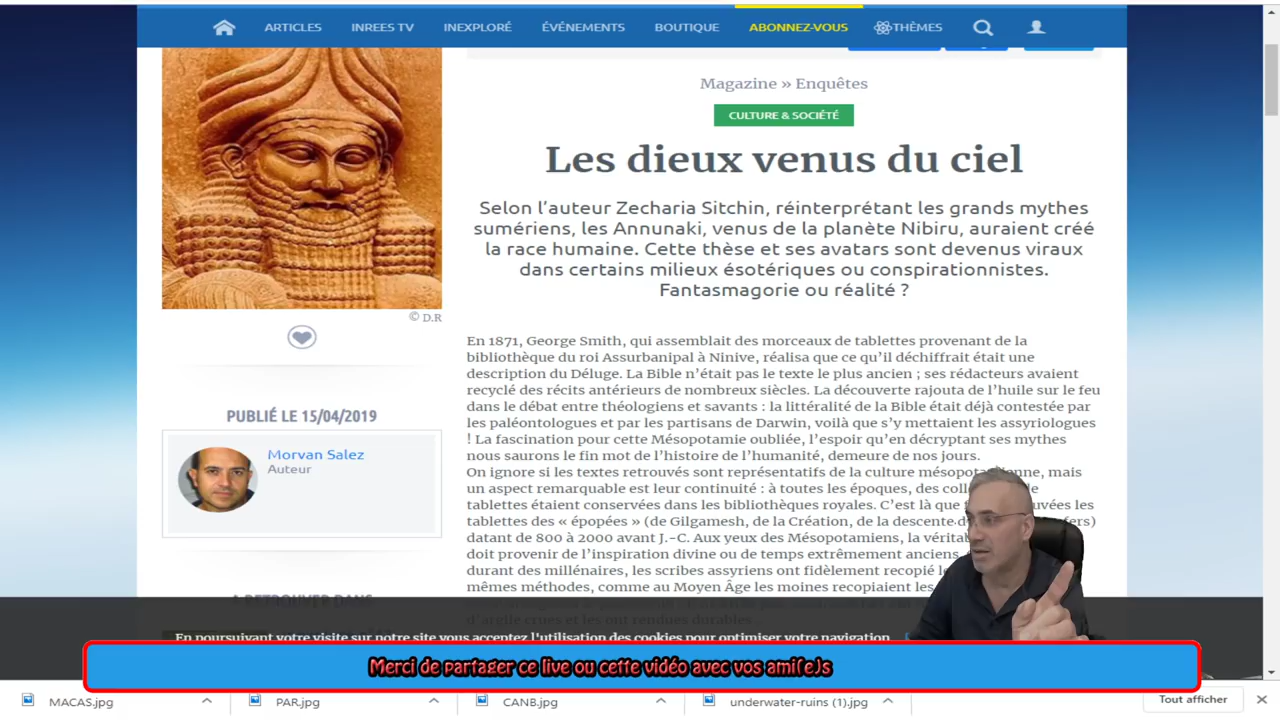 ARTICLES INREES TV INEXPLORÉ ÉVÉNEMENTS BOUTIQUE ABONNEZ-VOUS THÈMES
Magazine » Enquêtes
CULTURE & SOCIÉTÉ
Les dieux venus du ciel
Selon l'auteur Zecharia Sitchin, réinterprétant les grands mythes
sumériens, les Annunaki, venus de la planète Nibiru, auraient créé
la race humaine. Cette thèse et ses avatars sont devenus viraux
dans certains milieux ésotériques ou conspirationnistes.
Fantasmagorie ou réalité ?
© D.R
PUBLIÉ LE 15/04/2019
Morvan Salez
Auteur
En 1871, George Smith, qui assemblait des morceaux de tablettes provenant de la
bibliothèque du roi Assurbanipal à Ninive, réalisa que ce qu'il déchiffrait était une
description du Déluge. La Bible n'était pas le texte le plus ancien ; ses rédacteurs avaient
recyclé des récits antérieurs de nombreux siècles. La découverte rajouta de l'huile sur le feu
dans le débat entre théologiens et savants : la littéralité de la Bible était déjà contestée par
les paléontologues et par les partisans de Darwin, voilà que s'y mettaient les assyriologues
! La fascination pour cette Mésopotamie oubliée, l'espoir qu'en décryptant ses mythes
nous saurons le fin mot de l'histoire de l'humanité, demeure de nos jours.
On ignore si les textes retrouvés sont représentatifs de la culture mais
un aspect remarquable est leur continuité : à toutes les époques, des
tablettes étaient conservées dans les bibliothèques royales. C'est là que
tablettes des « épopées » (de Gilgamesh, de la Création, de la descente
datant de 800 à 2000 avant J.-C. Aux yeux des Mésopotamiens, la
doit provenir de l'inspiration divine ou de temps extrêmement anciens
durant des millénaires, les scribes assyriens ont fidèlement recopié
mêmes méthodes, comme au Moyen Âge les moines recopiaient les
d'argile crues et les ont rendues durables.
A RETROUVER DANS
En poursuivant votre visite sur notre site vous acceptez l'utilisation des cookies pour optimiser votre navigation
Merci de partager ce live ou cette vidéo avec vos ami(e)s
MACAS.jpg PAR.jpg CANB.jpg underwater-ruins (1).jpg Tout afficher